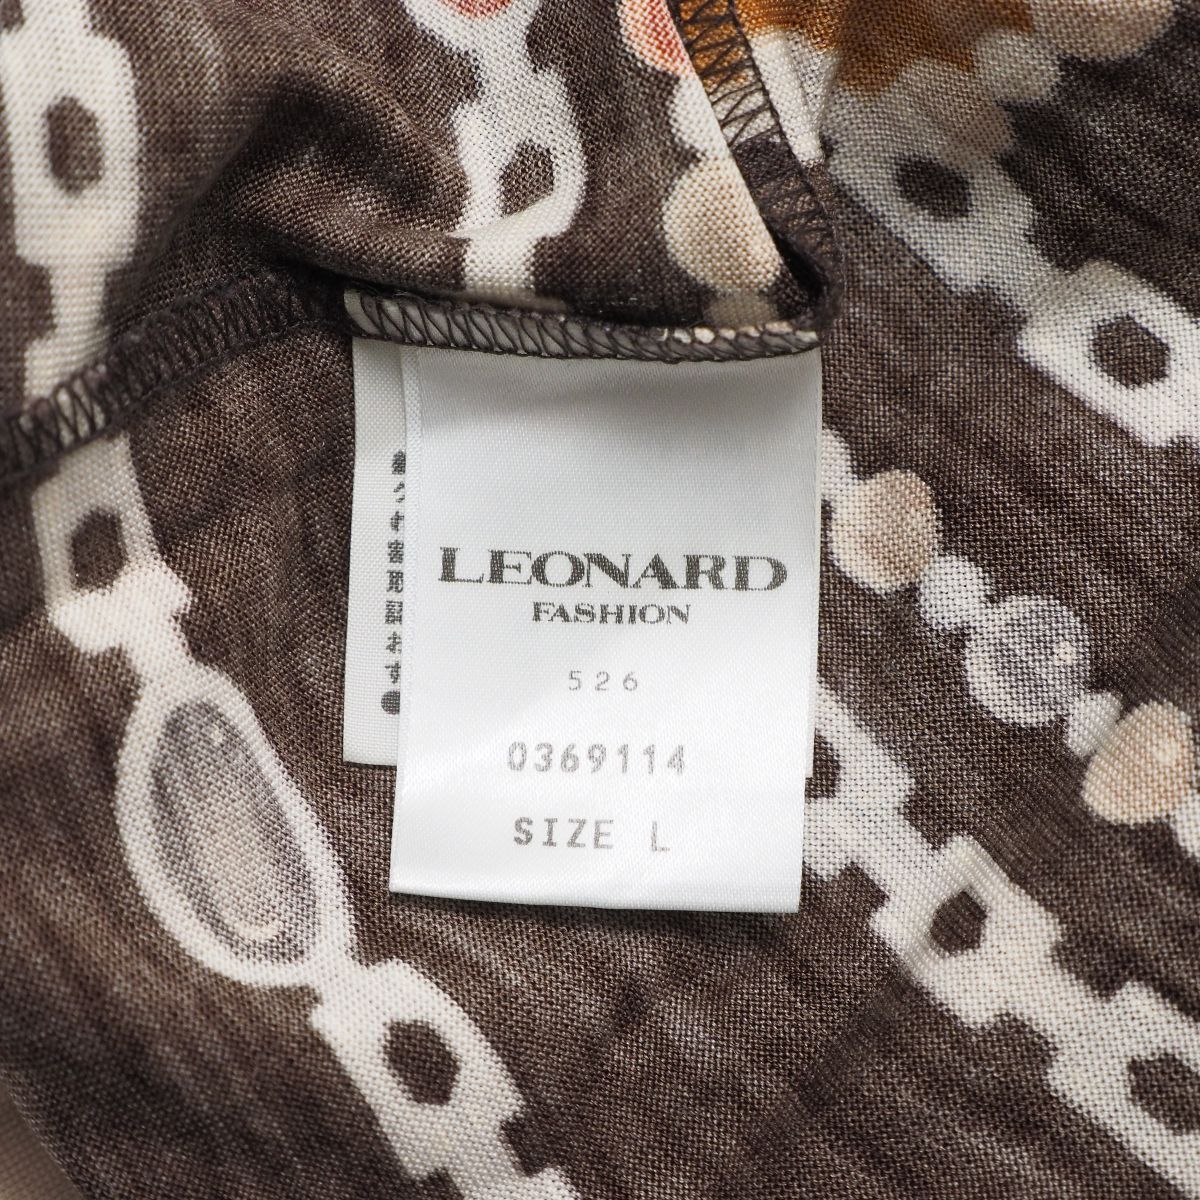 LEONARD
FASHION
526
0369114
SIZE L